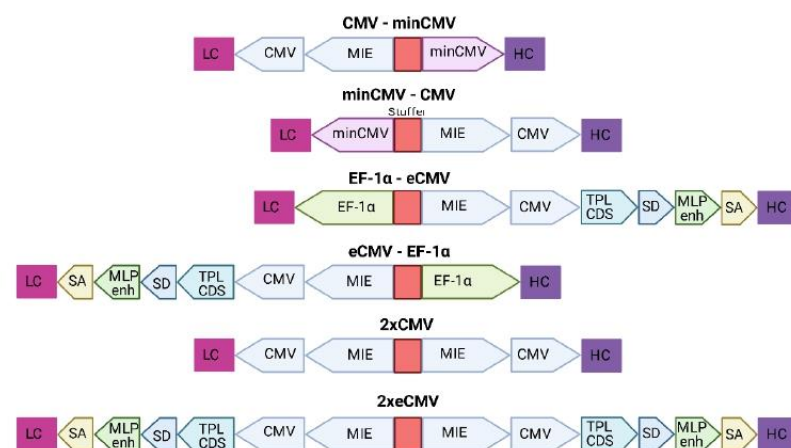 CMV - minCMV
LC CMV MIE minCMV HC
minCMV - CMV
Stuffer
LC minCMV MIE CMV HC
EF-1α - eCMV
LC EF-1α MIE CMV TPL CDS SD MLP enh SA HC
eCMV - EF-1α
LC SA MLP enh SD TPL CDS CMV MIE EF-1α HC
2xCMV
LC CMV MIE MIE CMV HC
2xeCMV
LC SA MLP enh SD TPL CDS CMV MIE MIE CMV TPL CDS SD MLP enh SA HC